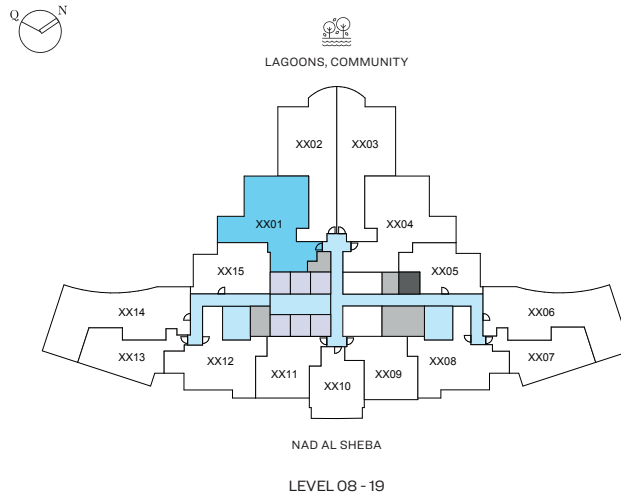 Q N
LAGOONS, COMMUNITY
XX02 XX03
XX01 XX04
XX15 XX05
XX14 XX06
XX13 XX12 XX08 XX07
XX11 XX10 XX09
NAD AL SHEBA
LEVEL 08 - 19